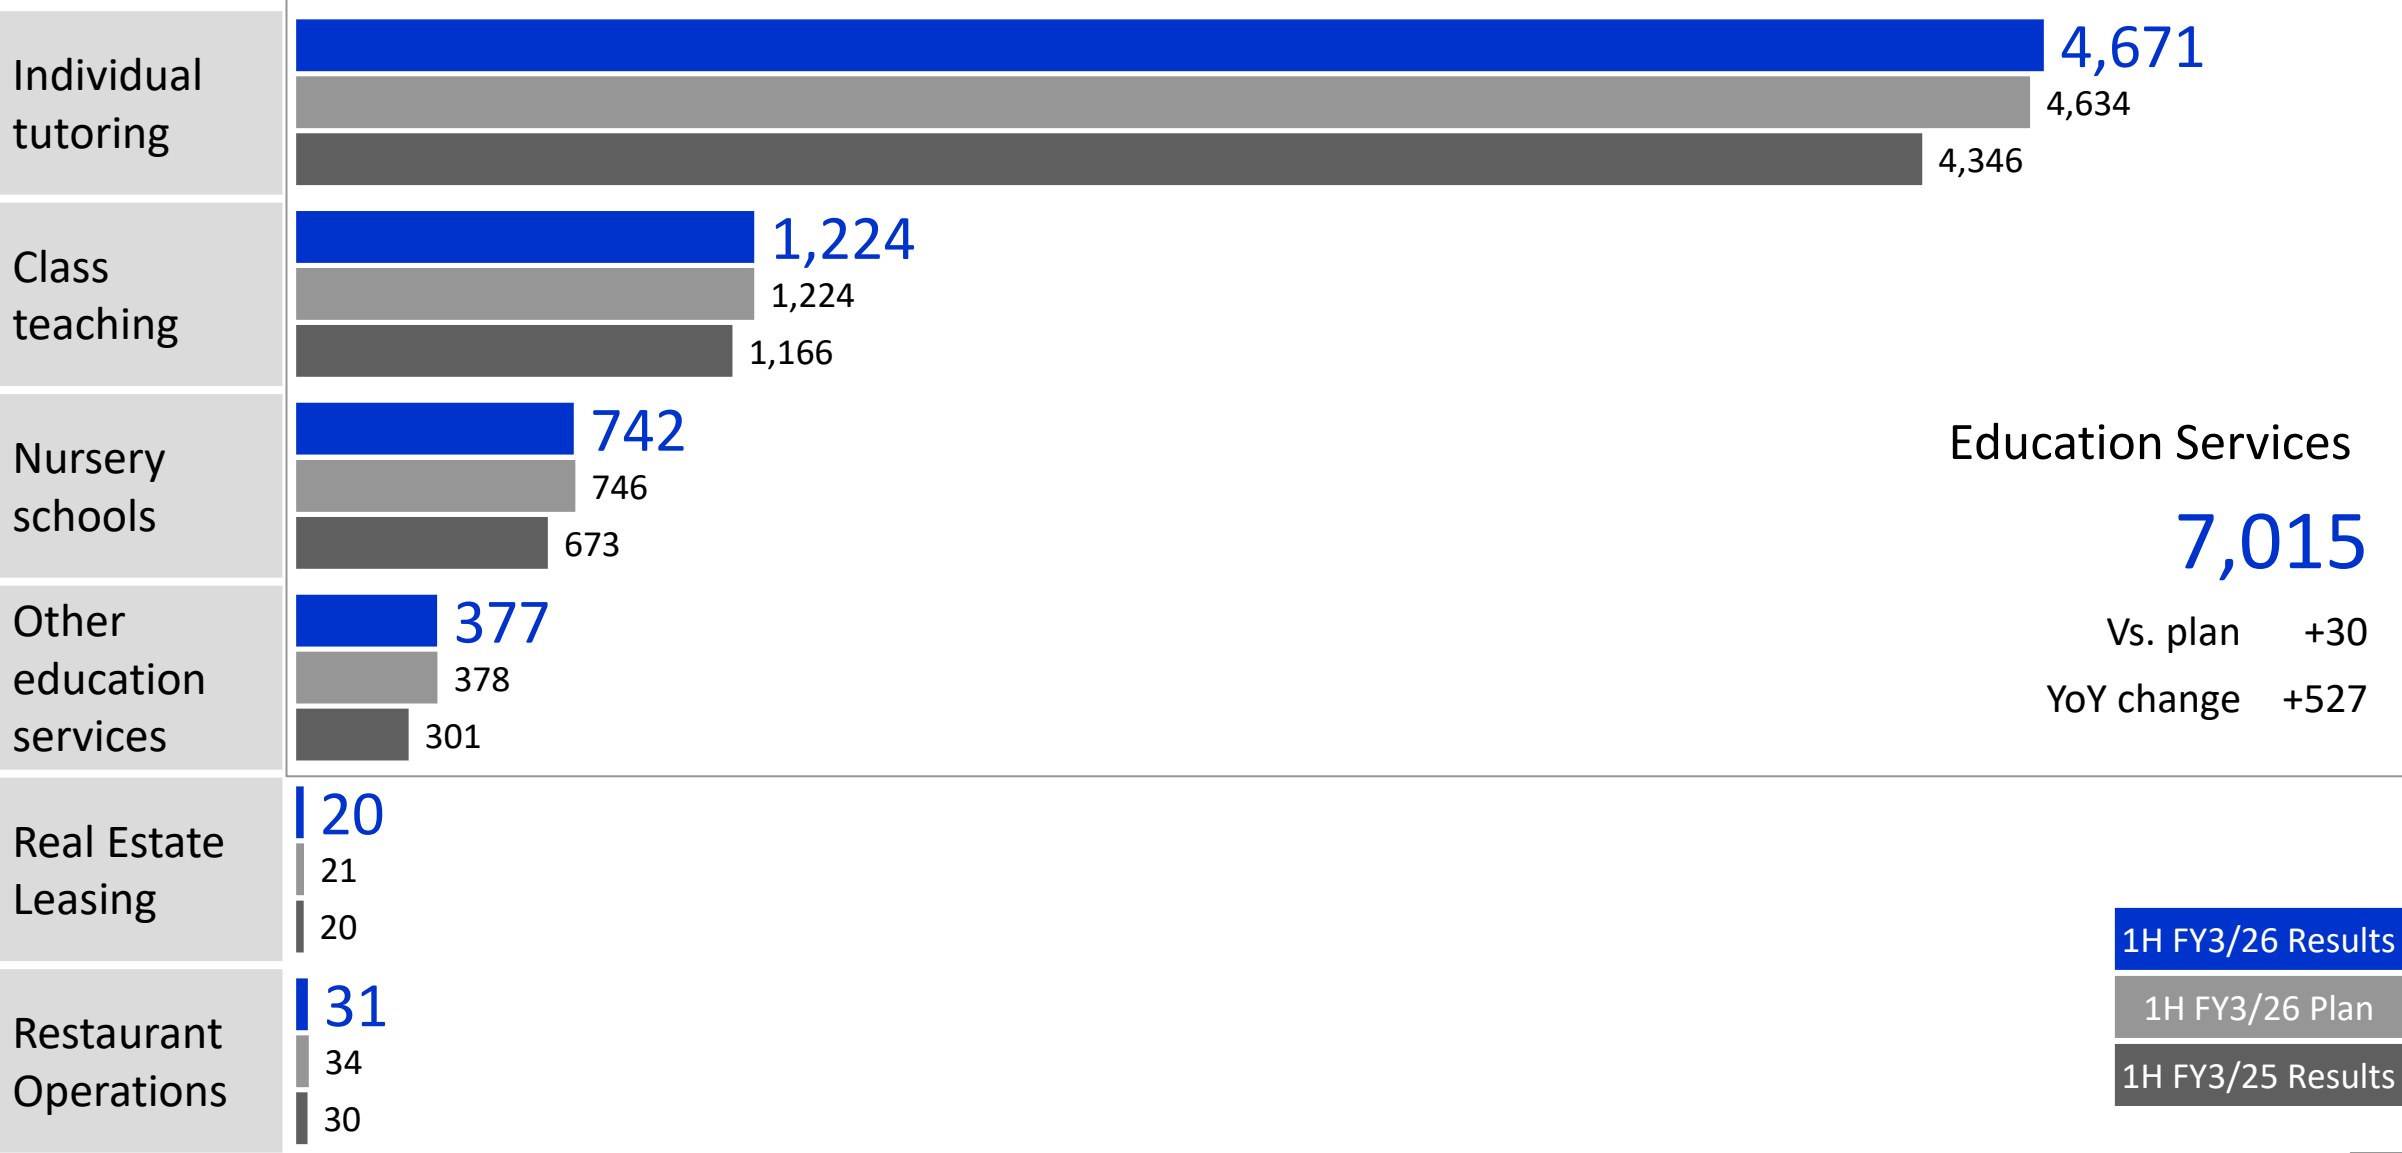 Individual
tutoring
4,671
4,634
4,346
Class
teaching
1,224
1,224
1,166
Nursery
schools
742
746
673
Other
education
services
377
378
301
Education Services
7,015
Vs. plan +30
YoY change +527
Real Estate
Leasing
20
21
20
Restaurant
Operations
31
34
30
1H FY3/26 Results
1H FY3/26 Plan
1H FY3/25 Results